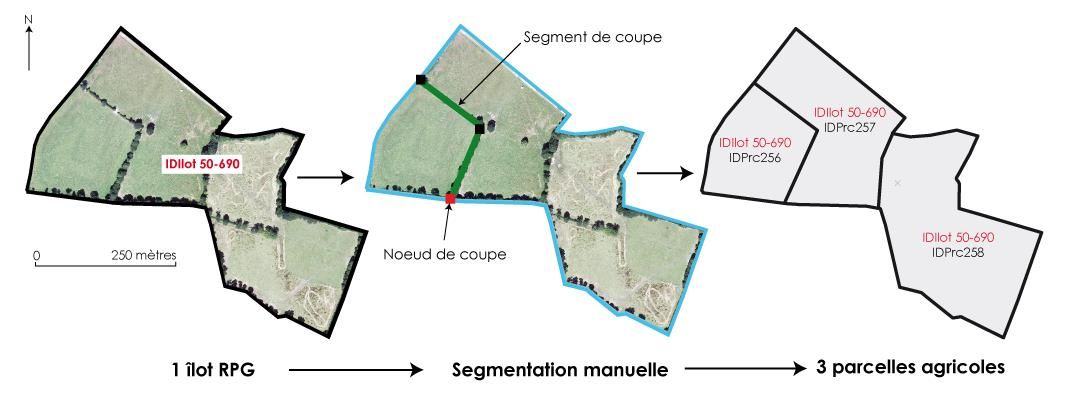 N
Segment de coupe
IDIlot 50-690
IDPrc257
IDIlot 50-690
IDPrc256
IDIlot 50-690
0 250 mètres
Noeud de coupe
IDIlot 50-690
IDPrc258
1 îlot RPG
Segmentation manuelle
3 parcelles agricoles